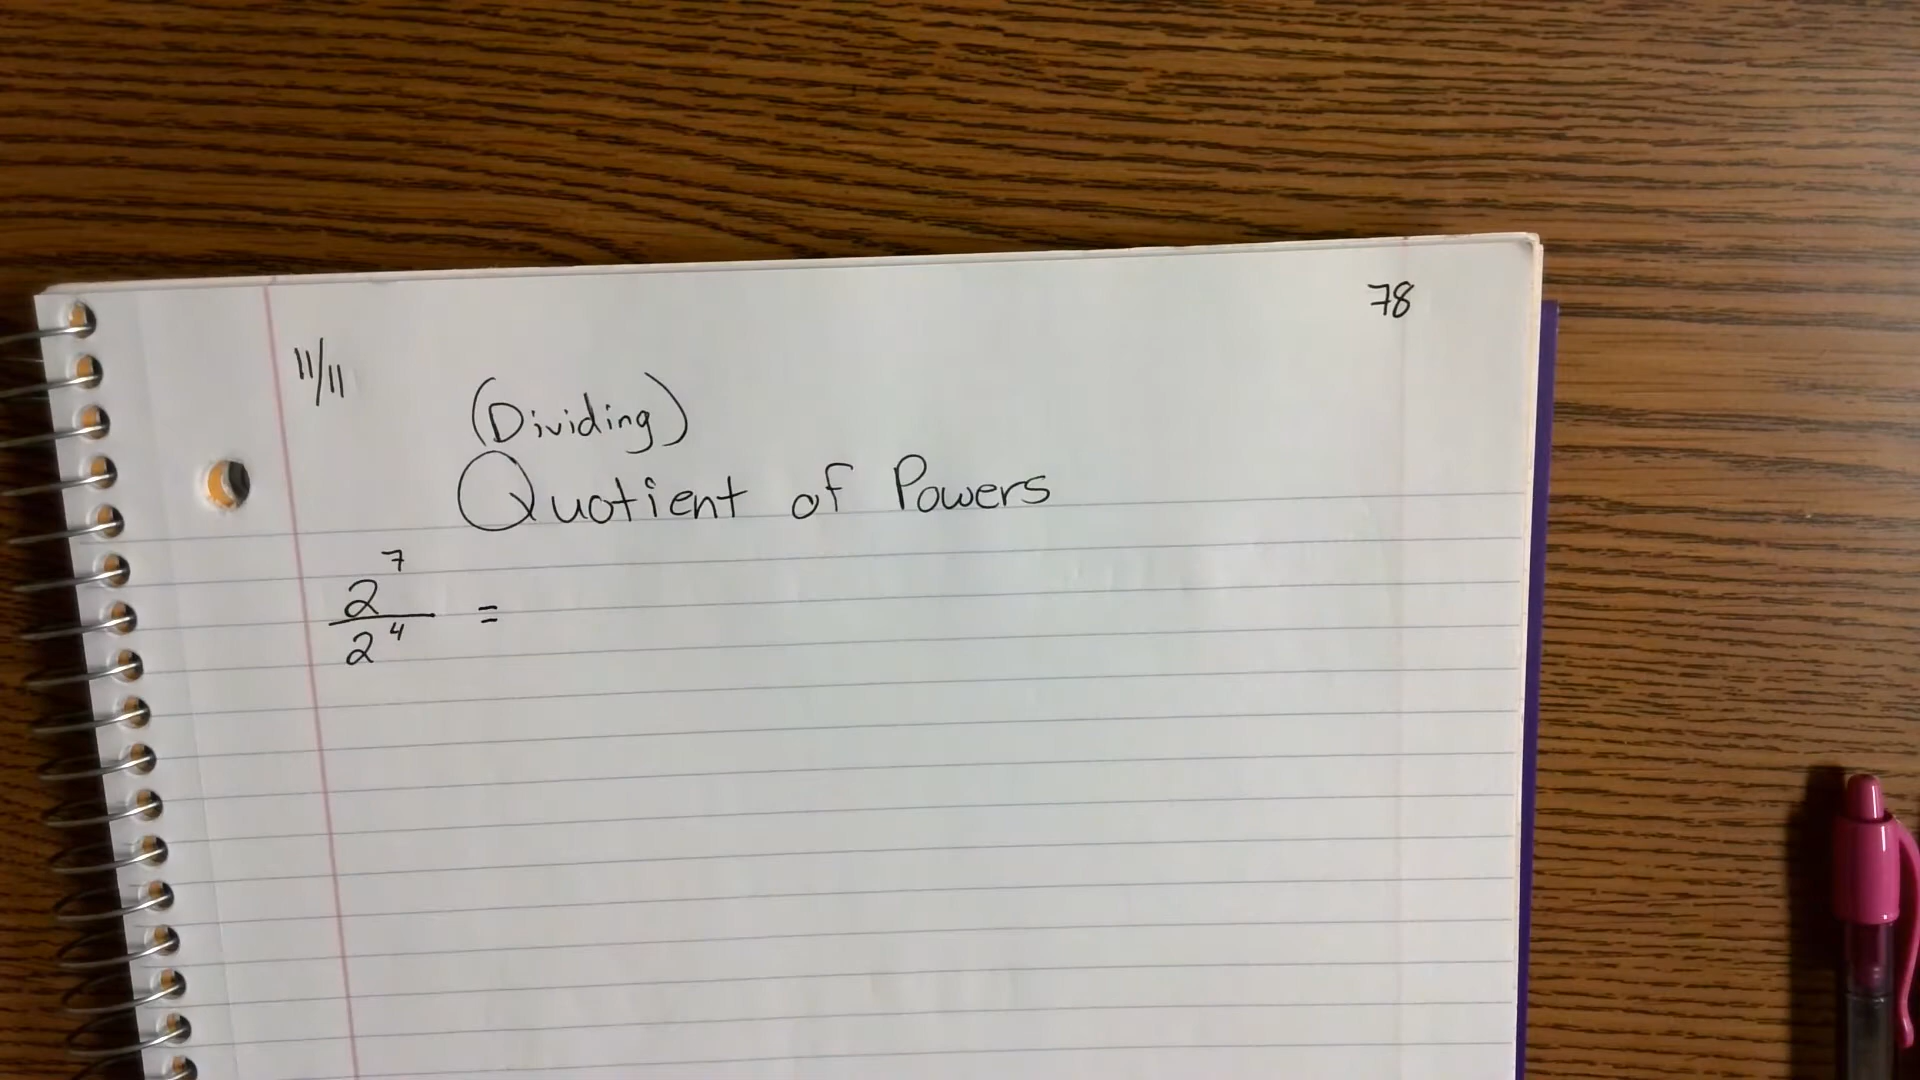 78
11/11
(Dividing)
Quotient of Powers
2^7/2^4 =